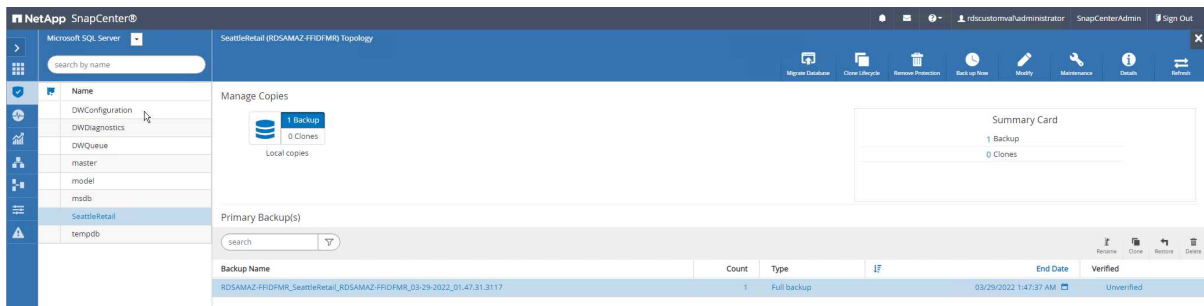 NetApp SnapCenter®
rdscustomval\administrator SnapCenterAdmin Sign Out
Microsoft SQL Server
SeattleRetail (RDSAMAZ-FFIDFMR) Topology
search by name
Migrate Database Clone Lifecycle Remove Protection Back up Now Modify Maintenance Details Refresh
Name
DWConfiguration
DWDiagnostics
DWQueue
master
model
msdb
SeattleRetail
tempdb
Manage Copies
1 Backup
0 Clones
Local copies
Summary Card
1 Backup
0 Clones
Primary Backup(s)
search
Rename Clone Restore Delete
Backup Name Count Type End Date Verified
RDSAMAZ-FFIDFMR_SeattleRetail_RDSAMAZ-FFIDFMR_03-29-2022_01.47.31.3117 1 Full backup 03/29/2022 1:47:37 AM Unverified